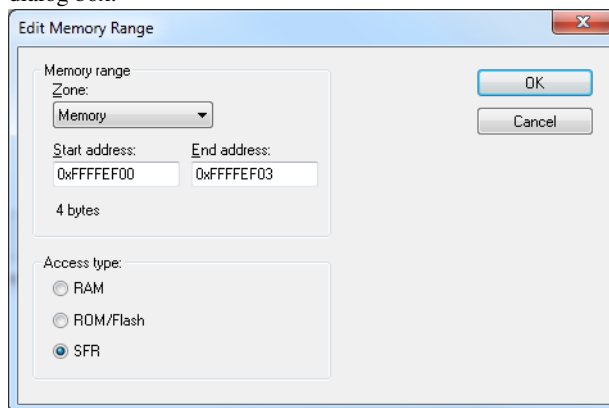 dialog box.
Edit Memory Range
Memory range
Zone:
Memory
Start address:
End address:
0xFFFFEF00
0xFFFFEF03
4 bytes
Access type:
RAM
ROM/Flash
SFR
OK
Cancel